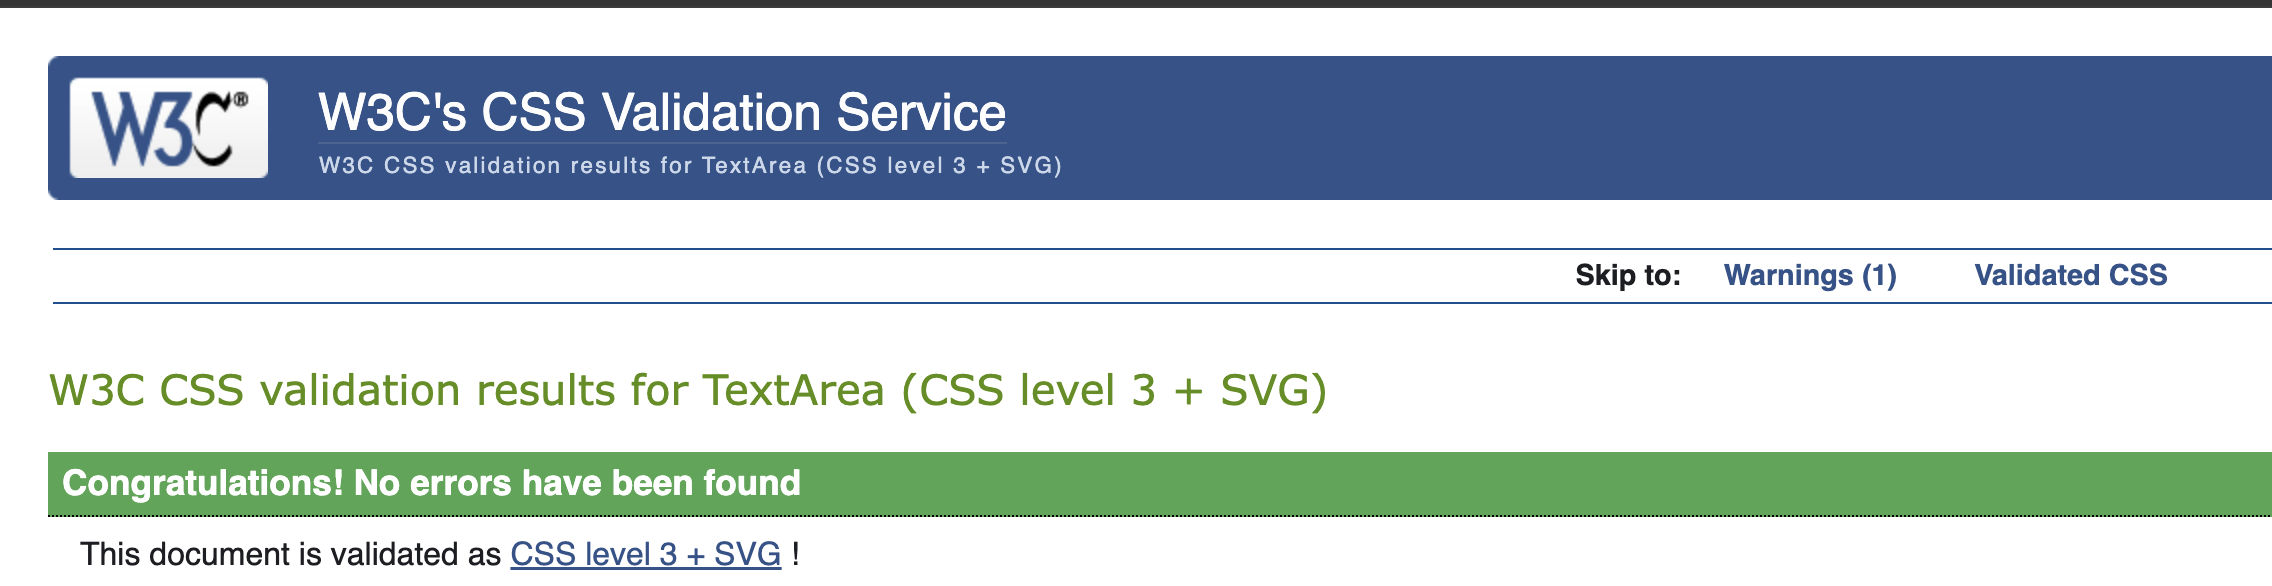 W3C®
W3C's CSS Validation Service
W3C CSS validation results for TextArea (CSS level 3 + SVG)
Skip to: Warnings (1) Validated CSS
W3C CSS validation results for TextArea (CSS level 3 + SVG)
Congratulations! No errors have been found
This document is validated as CSS level 3 + SVG !